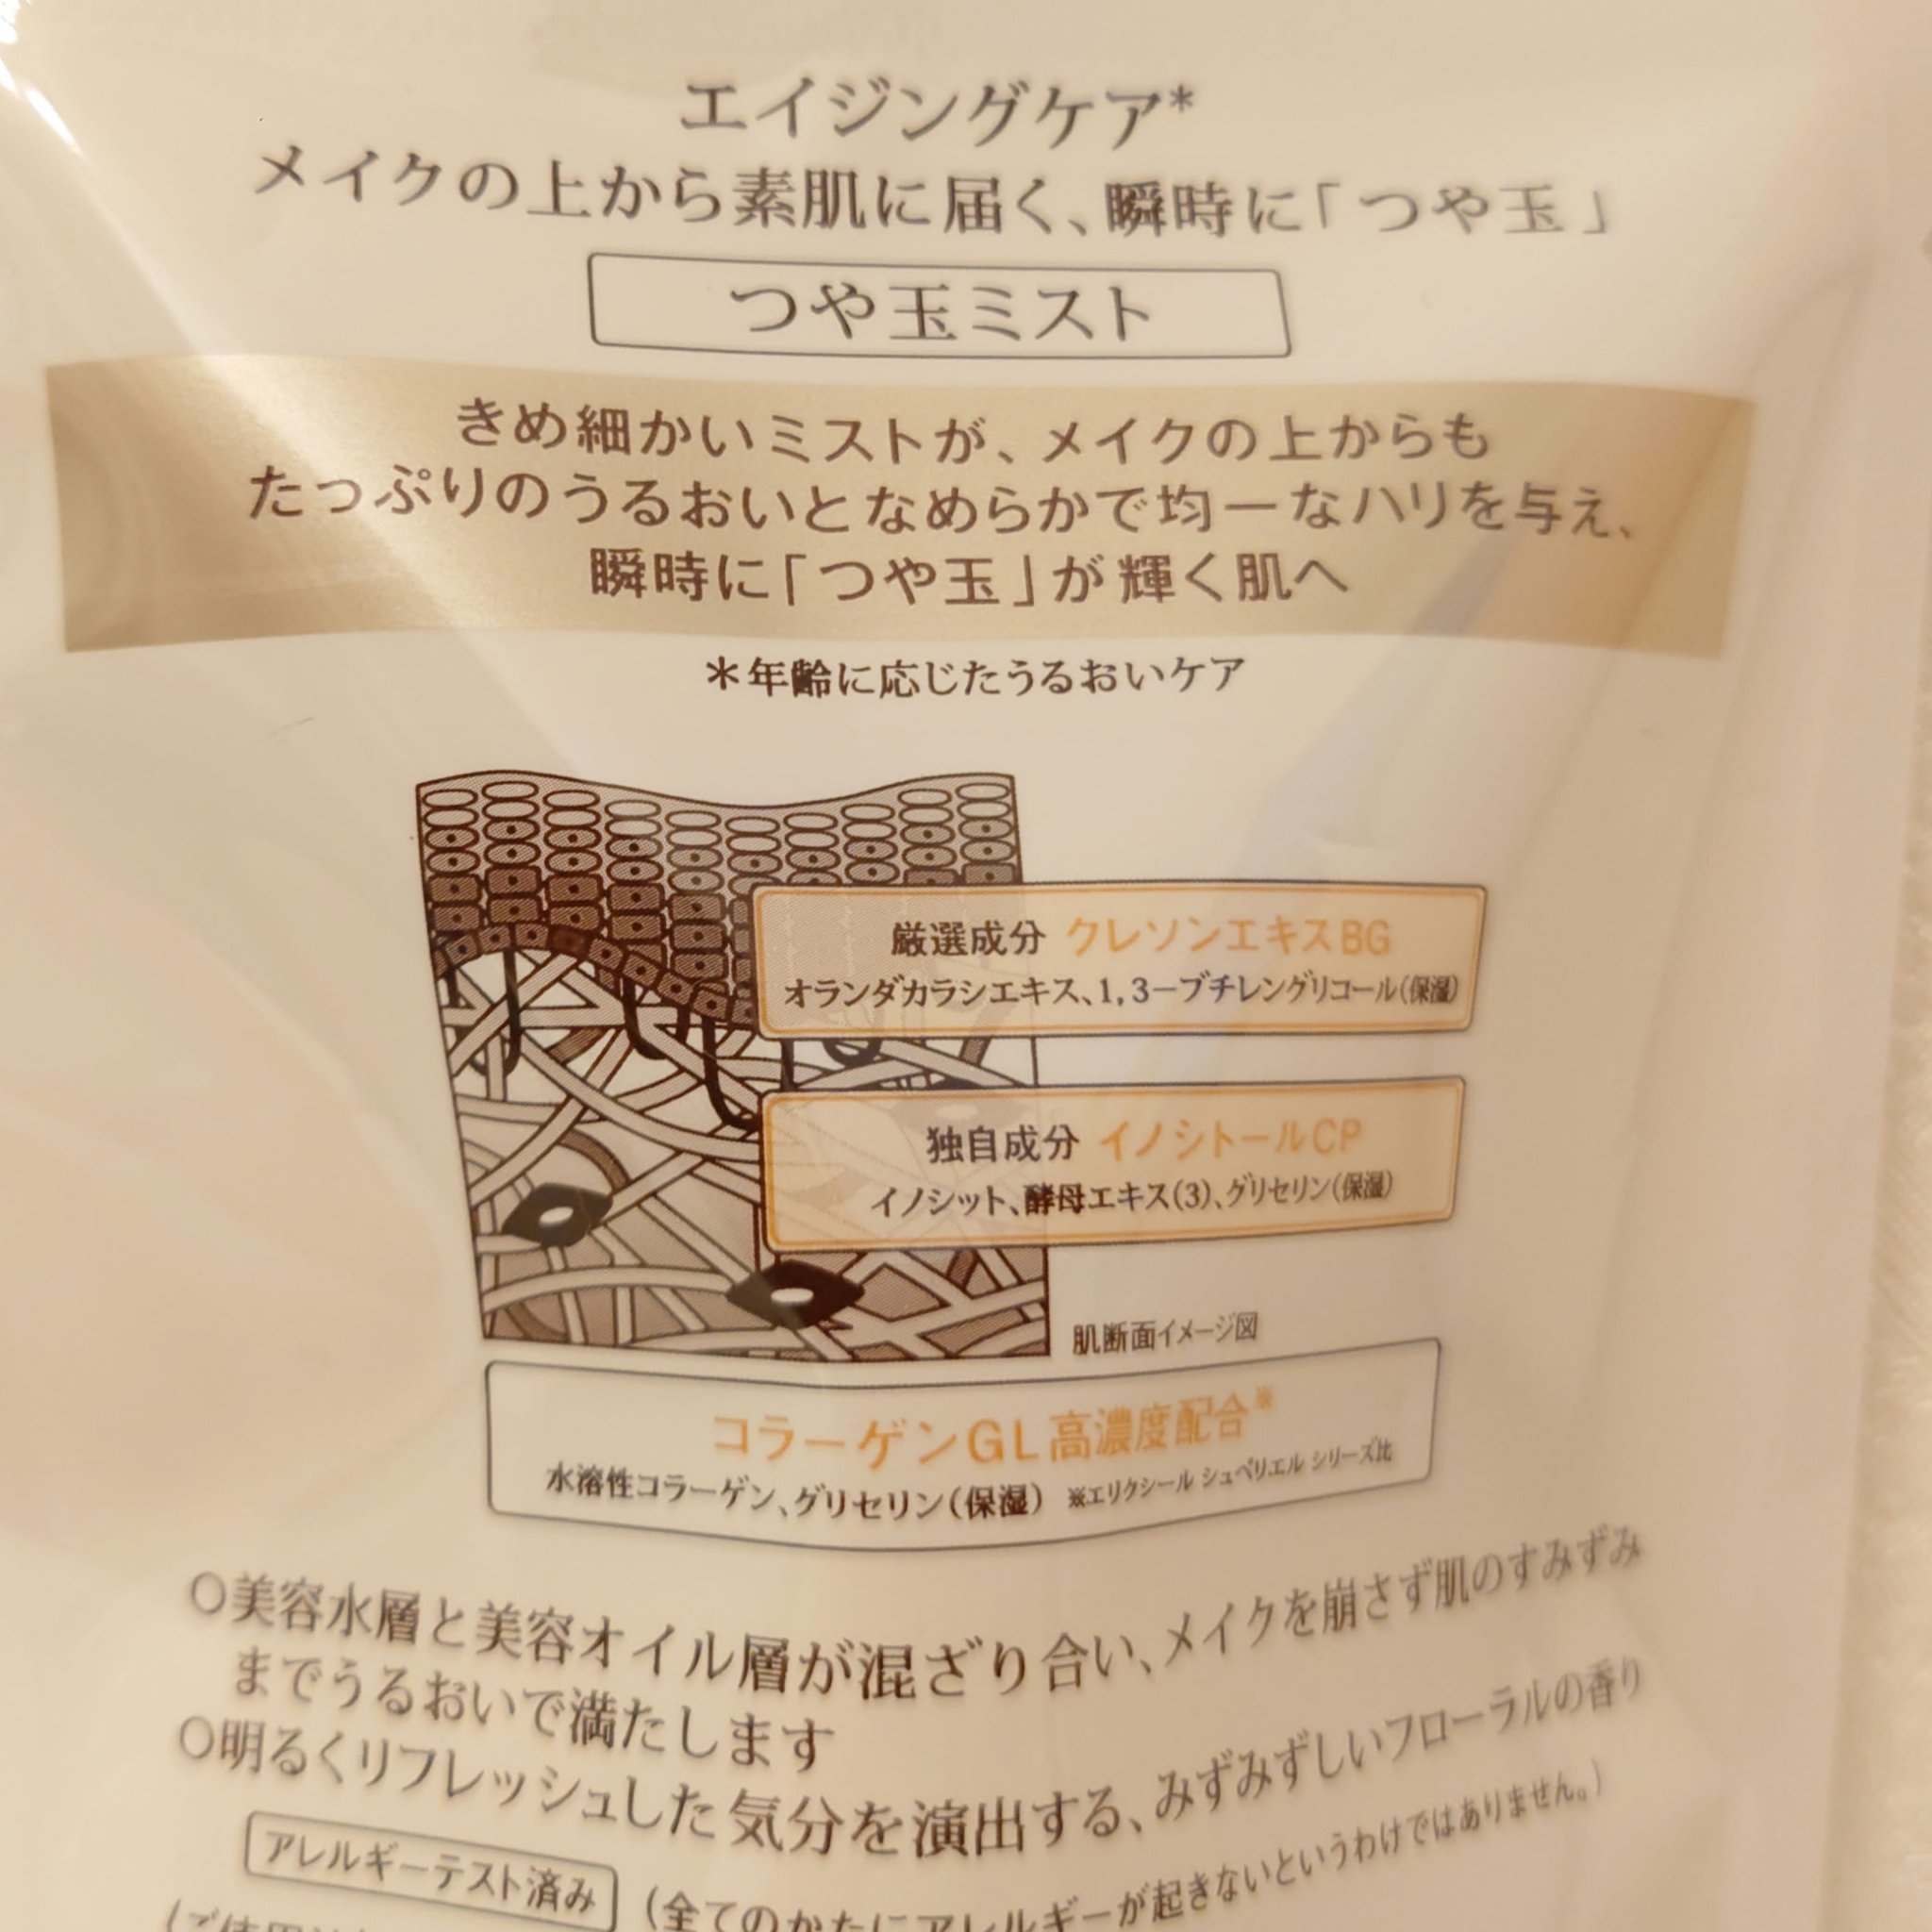 エイジングケア*
メイクの上から素肌に届く、瞬時に「つや玉」
つや玉ミスト
きめ細かいミストが、メイクの上からも
たっぷりのうるおいとなめらかで均一なハリを与え、
瞬時に「つや玉」が輝く肌へ
*年齢に応じたうるおいケア
厳選成分 クレソンエキスBG
オランダカラシエキス、1,3−ブチレングリコール(保湿)
独自成分 イノシトールCP
イノシット、酵母エキス(3)、グリセリン(保湿)
肌断面イメージ図
コラーゲンGL高濃度配合※
水溶性コラーゲン、グリセリン(保湿) ※エリクシール シュペリエル シリーズ比
○美容水層と美容オイル層が混ざり合い、メイクを崩さず肌のすみずみ
までうるおいで満たします
○明るくリフレッシュした気分を演出する、みずみずしいフローラルの香り
アレルギーテスト済み (全てのかたにアレルギーが起きないというわけではありません。)